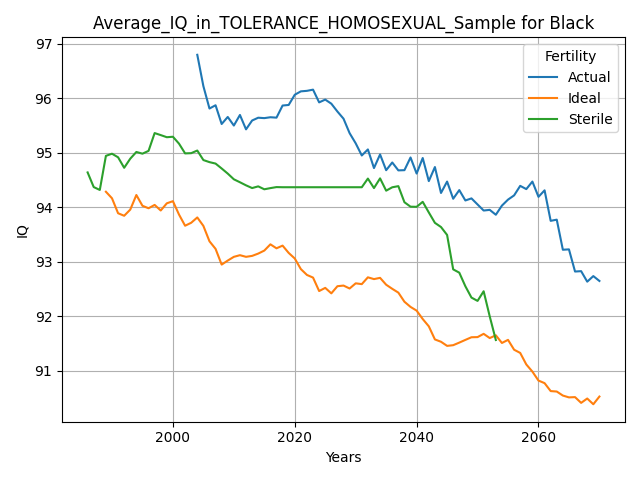 Average_IQ_in_TOLERANCE_HOMOSEXUAL_Sample for Black
Fertility
Actual
Ideal
Sterile
97
96
95
94
93
92
91
IQ
2000
2020
2040
2060
Years